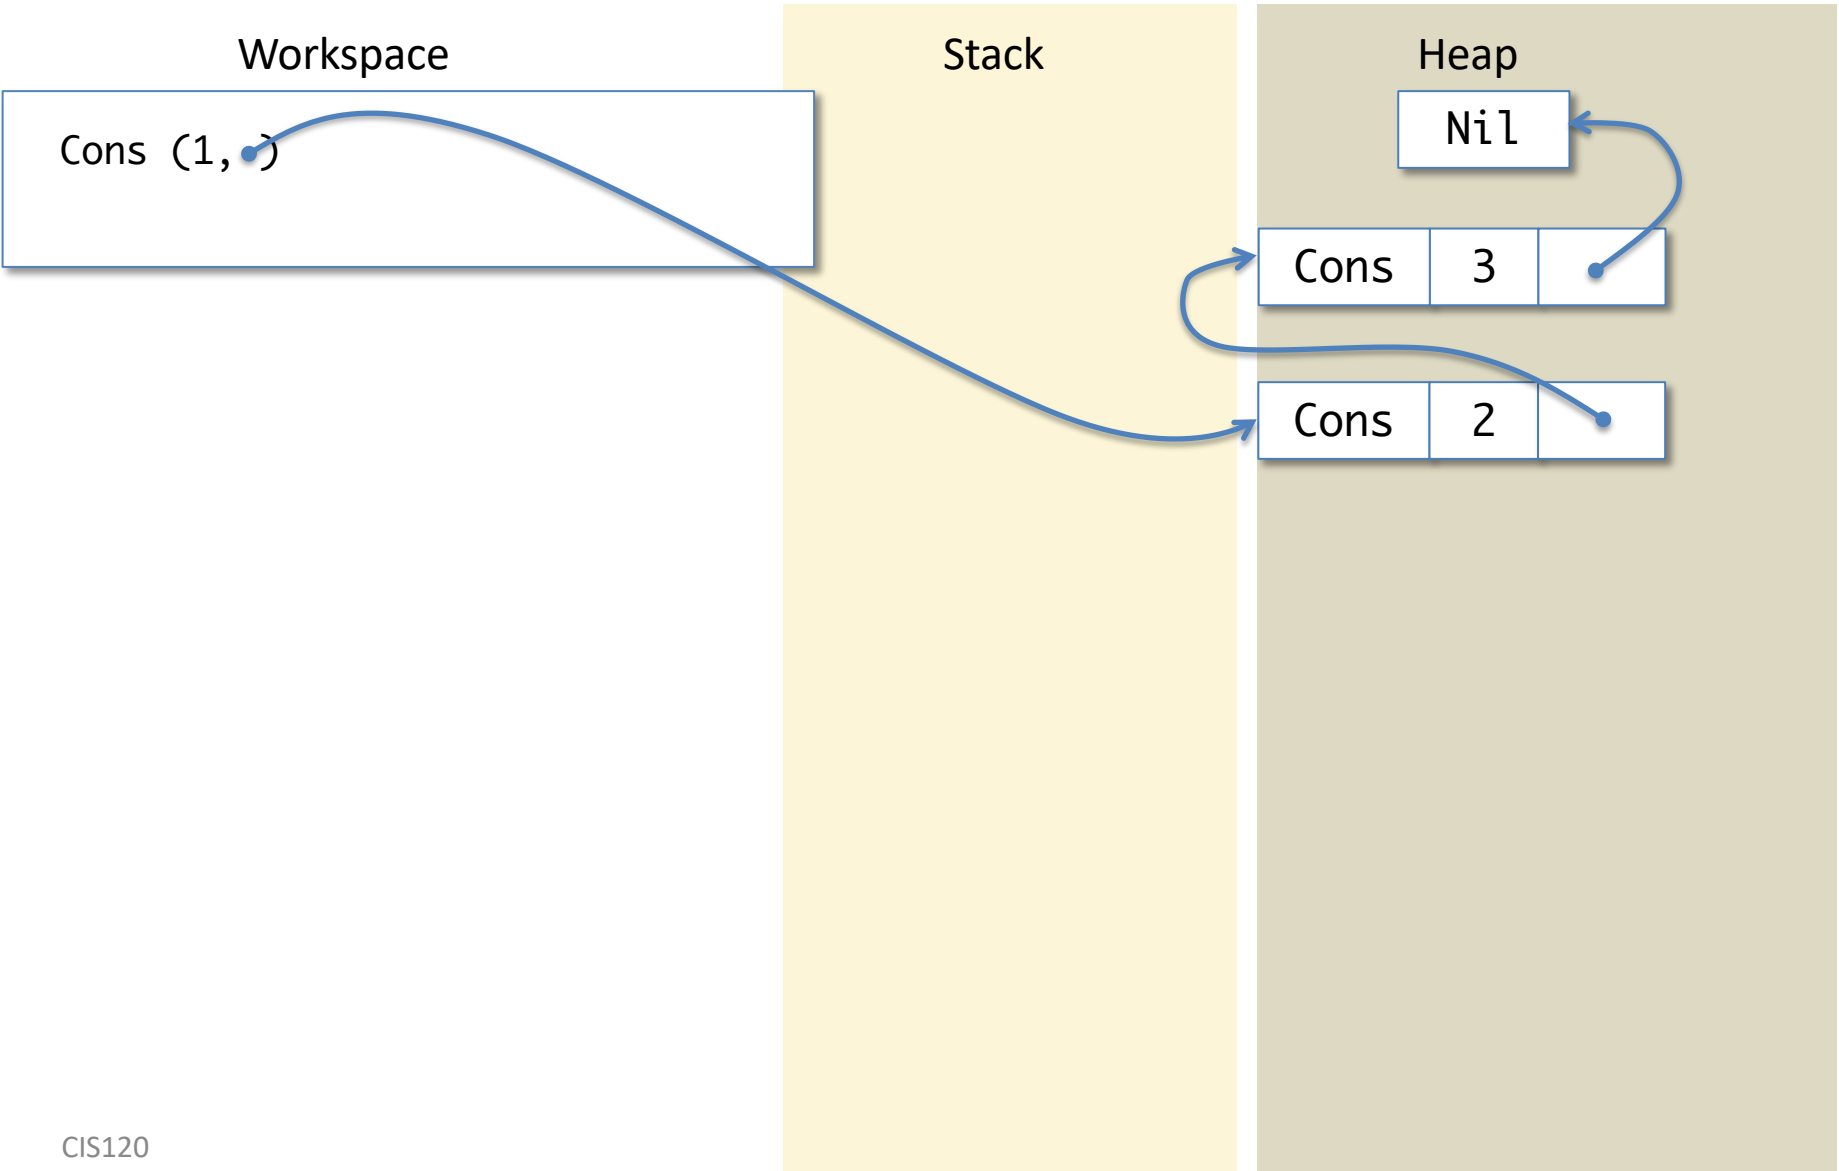 Workspace
Stack
Heap
Cons (1, )
Nil
Cons 3
Cons 2
CIS120